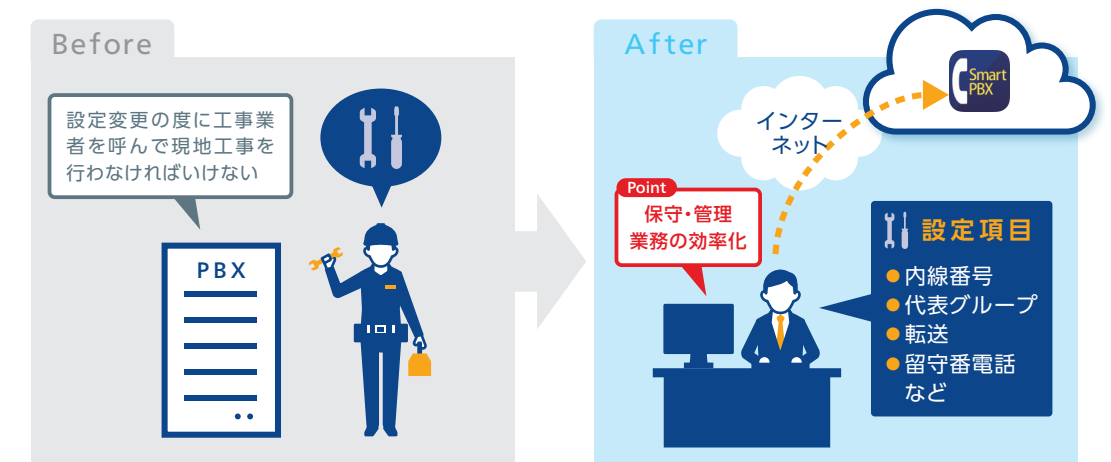 Before
設定変更の度に工事業
者を呼んで現地工事を
行わなければいけない
PBX
After
Smart
PBX
インター
ネット
Point
保守・管理
業務の効率化
設定項目
●内線番号
●代表グループ
●転送
●留守番電話
など